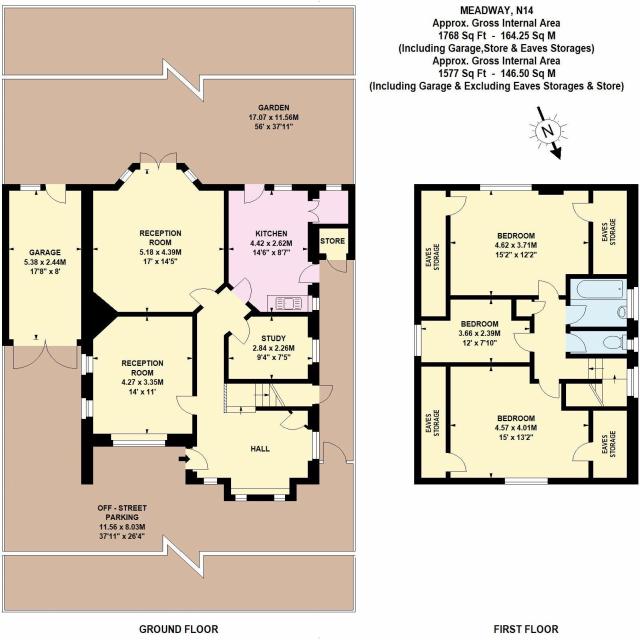 MEADWAY, N14
Approx. Gross Internal Area
1768 Sq Ft - 164.25 Sq M
(Including Garage,Store & Eaves Storages)
Approx. Gross Internal Area
1577 Sq Ft - 146.50 Sq M
(Including Garage & Excluding Eaves Storages & Store)
N
GARDEN
17.07 x 11.56M
56' x 37'11"
GARAGE
5.38 x 2.44M
17'8" x 8'
RECEPTION
ROOM
5.18 x 4.39M
17' x 14'5"
KITCHEN
4.42 x 2.62M
14'6" x 8'7"
STORE
STUDY
2.84 x 2.26M
9'4" x 7'5"
RECEPTION
ROOM
4.27 x 3.35M
14' x 11'
HALL
OFF - STREET
PARKING
11.56 x 8.03M
37'11" x 26'4"
GROUND FLOOR
EAVES
STORAGE
BEDROOM
4.62 x 3.71M
15'2" x 12'2"
EAVES
STORAGE
BEDROOM
3.66 x 2.39M
12' x 7'10"
EAVES
STORAGE
BEDROOM
4.57 x 4.01M
15' x 13'2"
EAVES
STORAGE
FIRST FLOOR